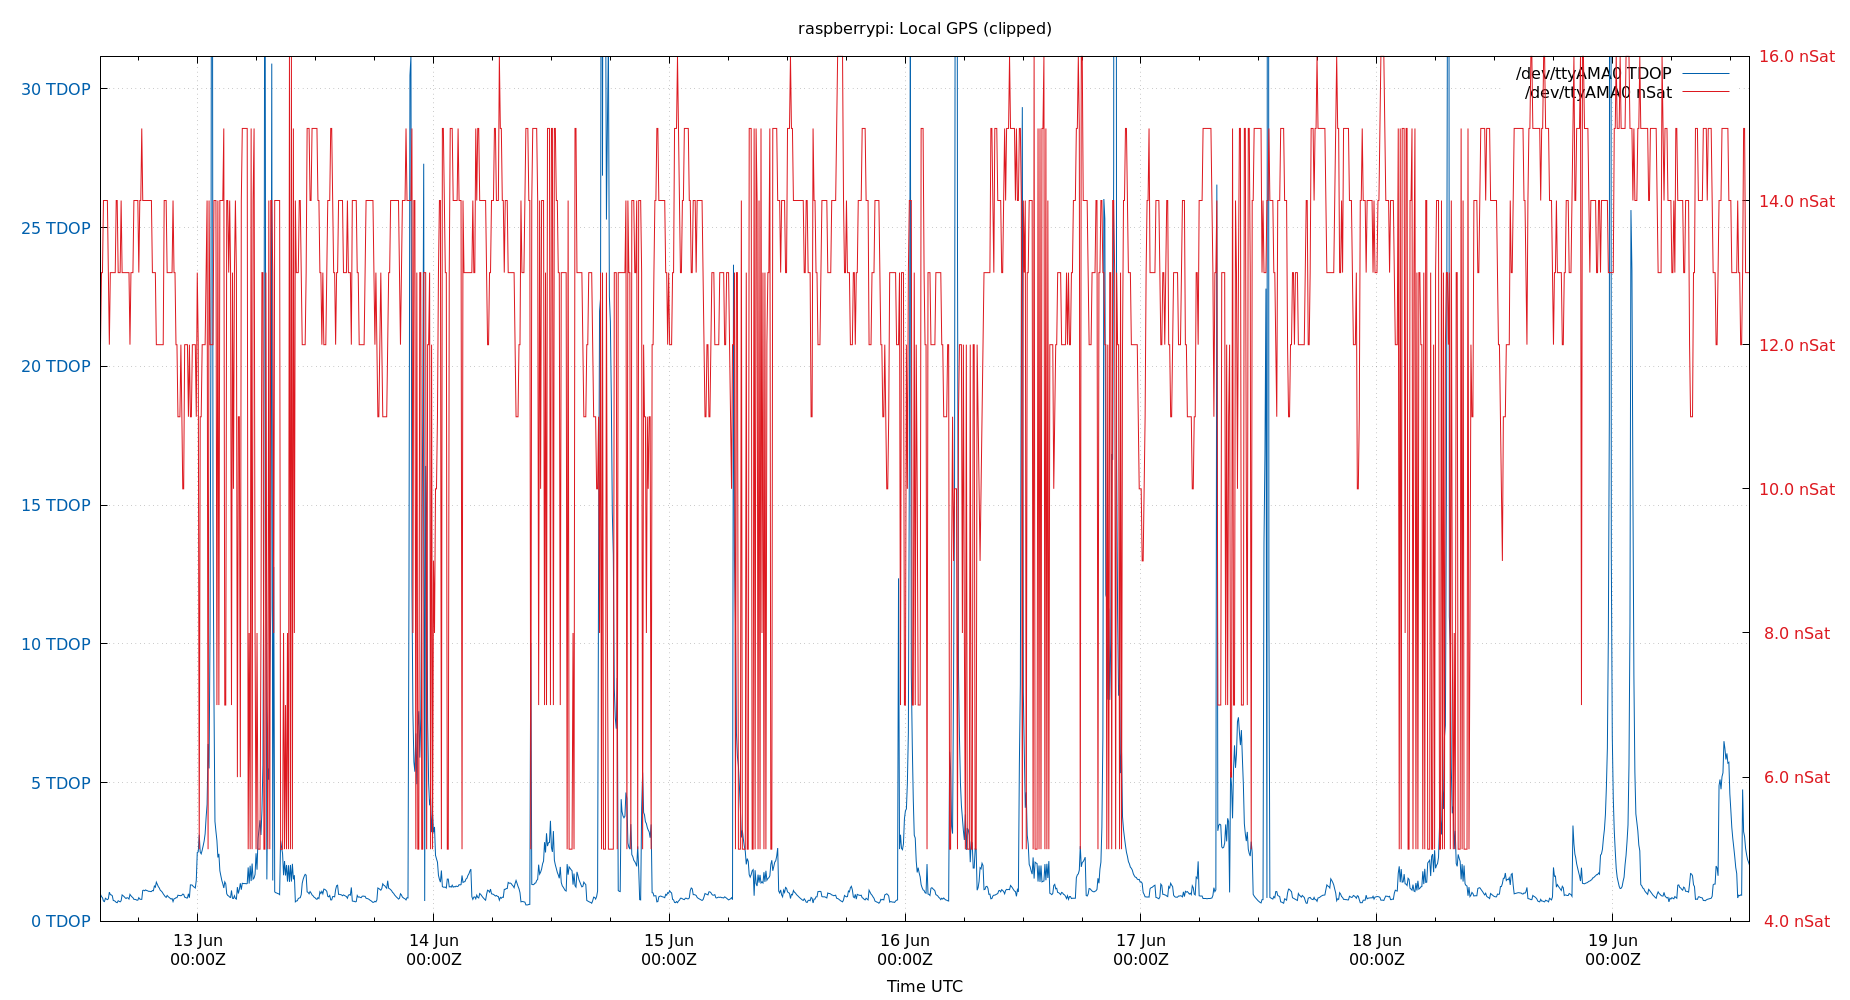 raspberrypi: Local GPS (clipped)
/dev/ttyAMA0 TDOP
/dev/ttyAMA0 nSat
30 TDOP
25 TDOP
20 TDOP
15 TDOP
10 TDOP
5 TDOP
0 TDOP
16.0 nSat
14.0 nSat
12.0 nSat
10.0 nSat
8.0 nSat
6.0 nSat
4.0 nSat
13 Jun
00:00Z
14 Jun
00:00Z
15 Jun
00:00Z
16 Jun
00:00Z
17 Jun
00:00Z
18 Jun
00:00Z
19 Jun
00:00Z
Time UTC